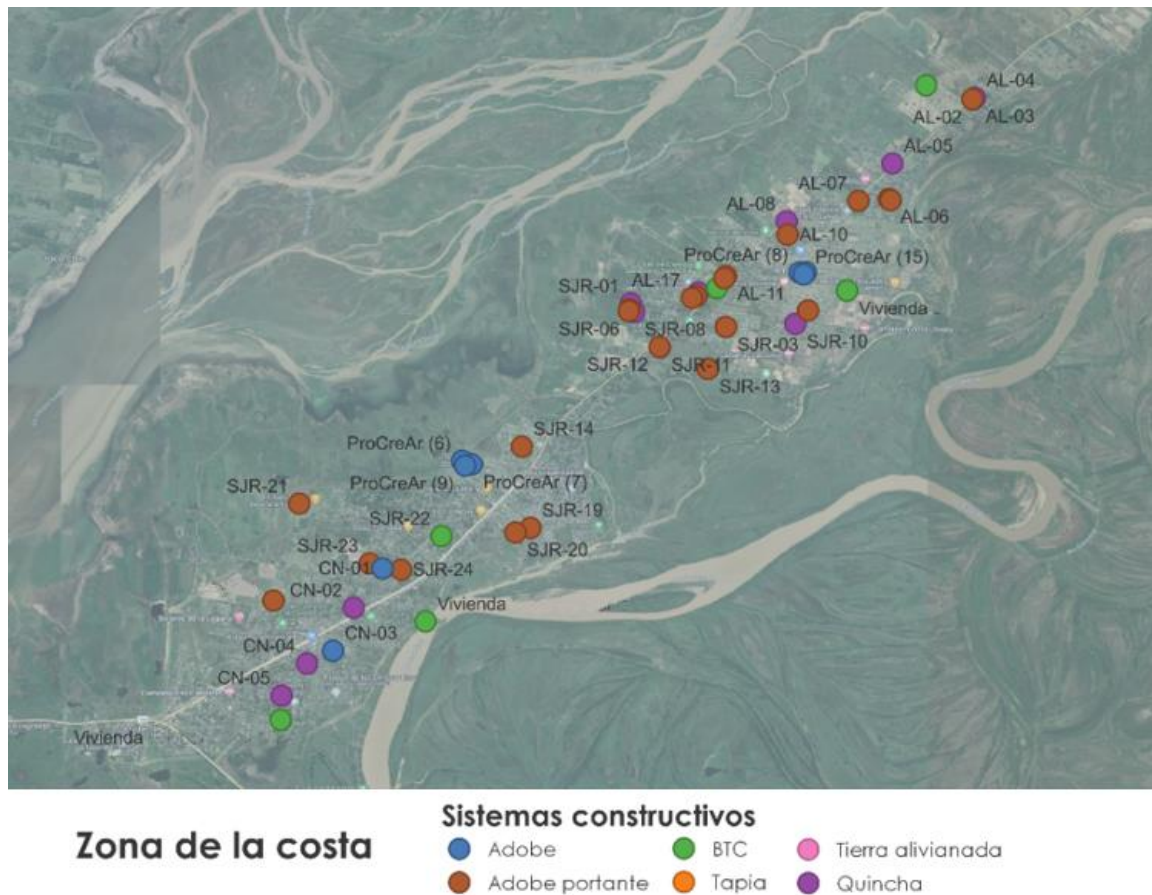 AL-04
AL-02
AL-03
AL-05
AL-07
AL-06
AL-08
AL-10
ProCreAr (8)
ProCreAr (15)
SJR-01
AL-17
AL-11
Vivienda
SJR-06
SJR-08
SJR-03
SJR-10
SJR-12
SJR-11
SJR-13
SJR-14
ProCreAr (6)
ProCreAr (9)
ProCreAr (7)
SJR-21
SJR-22
SJR-19
SJR-20
SJR-23
CN-01
SJR-24
CN-02
Vivienda
CN-03
CN-04
CN-05
Vivienda
Zona de la costa
Sistemas constructivos
Adobe
BTC
Tierra alivianada
Adobe portante
Tapia
Quincha